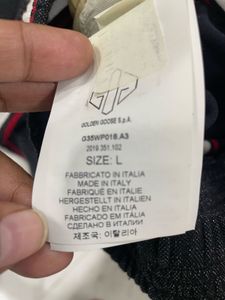 GOLDEN GOOSE S.p.A.
G35WP018.A3
2019.351.102
SIZE: L
FABBRICATO IN ITALIA
MADE IN ITALY
FABRIQUÉ EN ITALIE
HERGESTELLT IN ITALIEN
HECHO EN ITALIA
FABRICADO EM ITÁLIA
СДЕЛАНО В ИТАЛИИ
제조국: 이탈리아